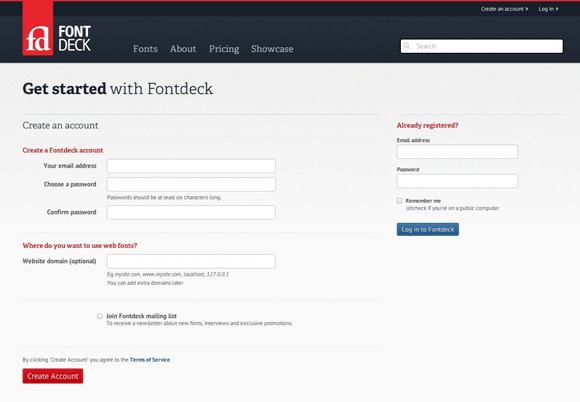 Create an account Log in
fd FONT DECK
Fonts About Pricing Showcase
Search
Get started with Fontdeck
Create an account
Create a Fontdeck account
Your email address
Choose a password
Passwords should be at least six characters long.
Confirm password
Where do you want to use web fonts?
Website domain (optional)
Eg mysite.com, www.mysite.com, localhost, 127.0.0.1
You can add extra domains later
Join Fontdeck mailing list
To receive a newsletter about new fonts, interviews and exclusive promotions.
By clicking 'Create Account' you agree to the Terms of Service.
Create Account
Already registered?
Email address
Password
Remember me
Uncheck if you're on a public computer
Log in to Fontdeck